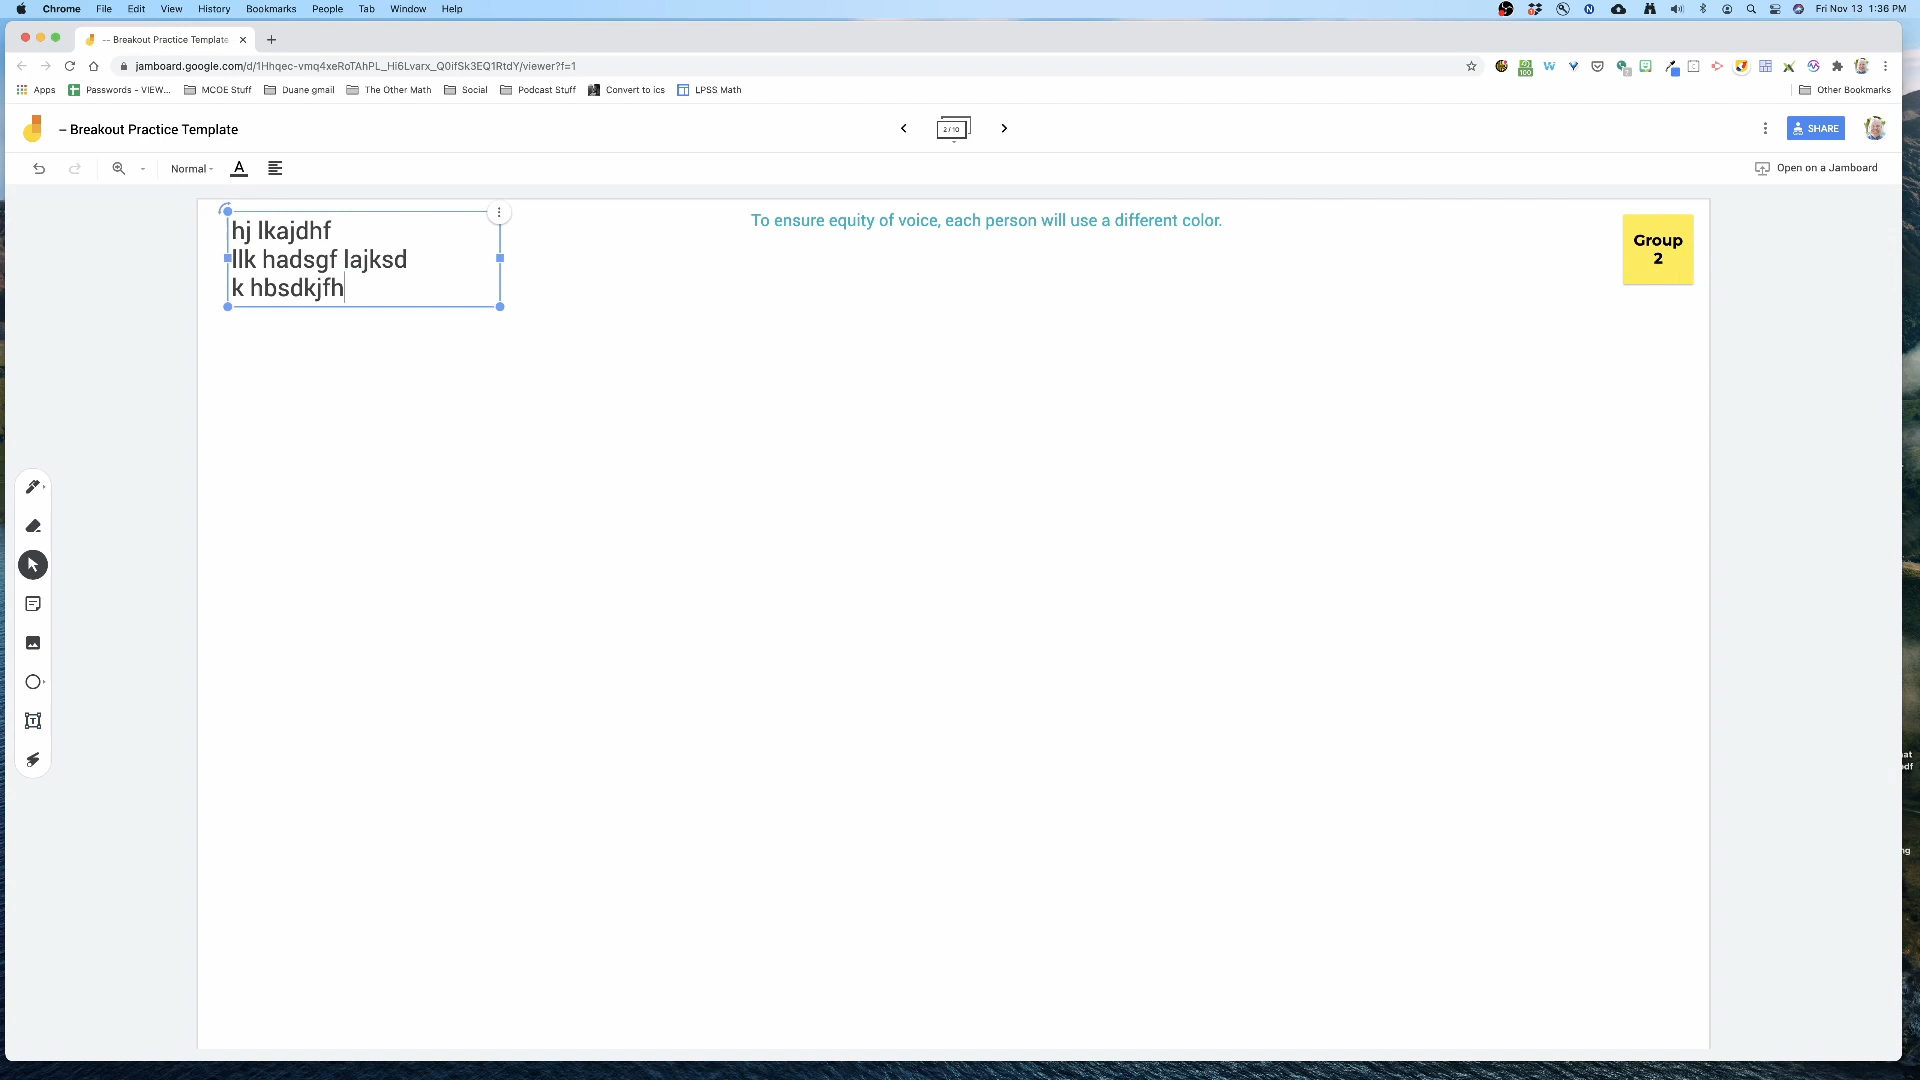 Chrome File Edit View History Bookmarks People Tab Window Help
Fri Nov 13 1:36 PM
-- Breakout Practice Template
jamboard.google.com/d/1Hhqec-vmq4xeRoTAhPL_Hi6Lvarx_Q0ifSk3EQ1RtdY/viewer?f=1
Apps Passwords - VIEW... MCOE Stuff Duane gmail The Other Math Social Podcast Stuff Convert to ics LPSS Math Other Bookmarks
-- Breakout Practice Template
2 / 10
SHARE
Normal
Open on a Jamboard
hj lkajdhf
llk hadsgf lajksd
k hbsdkjfh
To ensure equity of voice, each person will use a different color.
Group
2